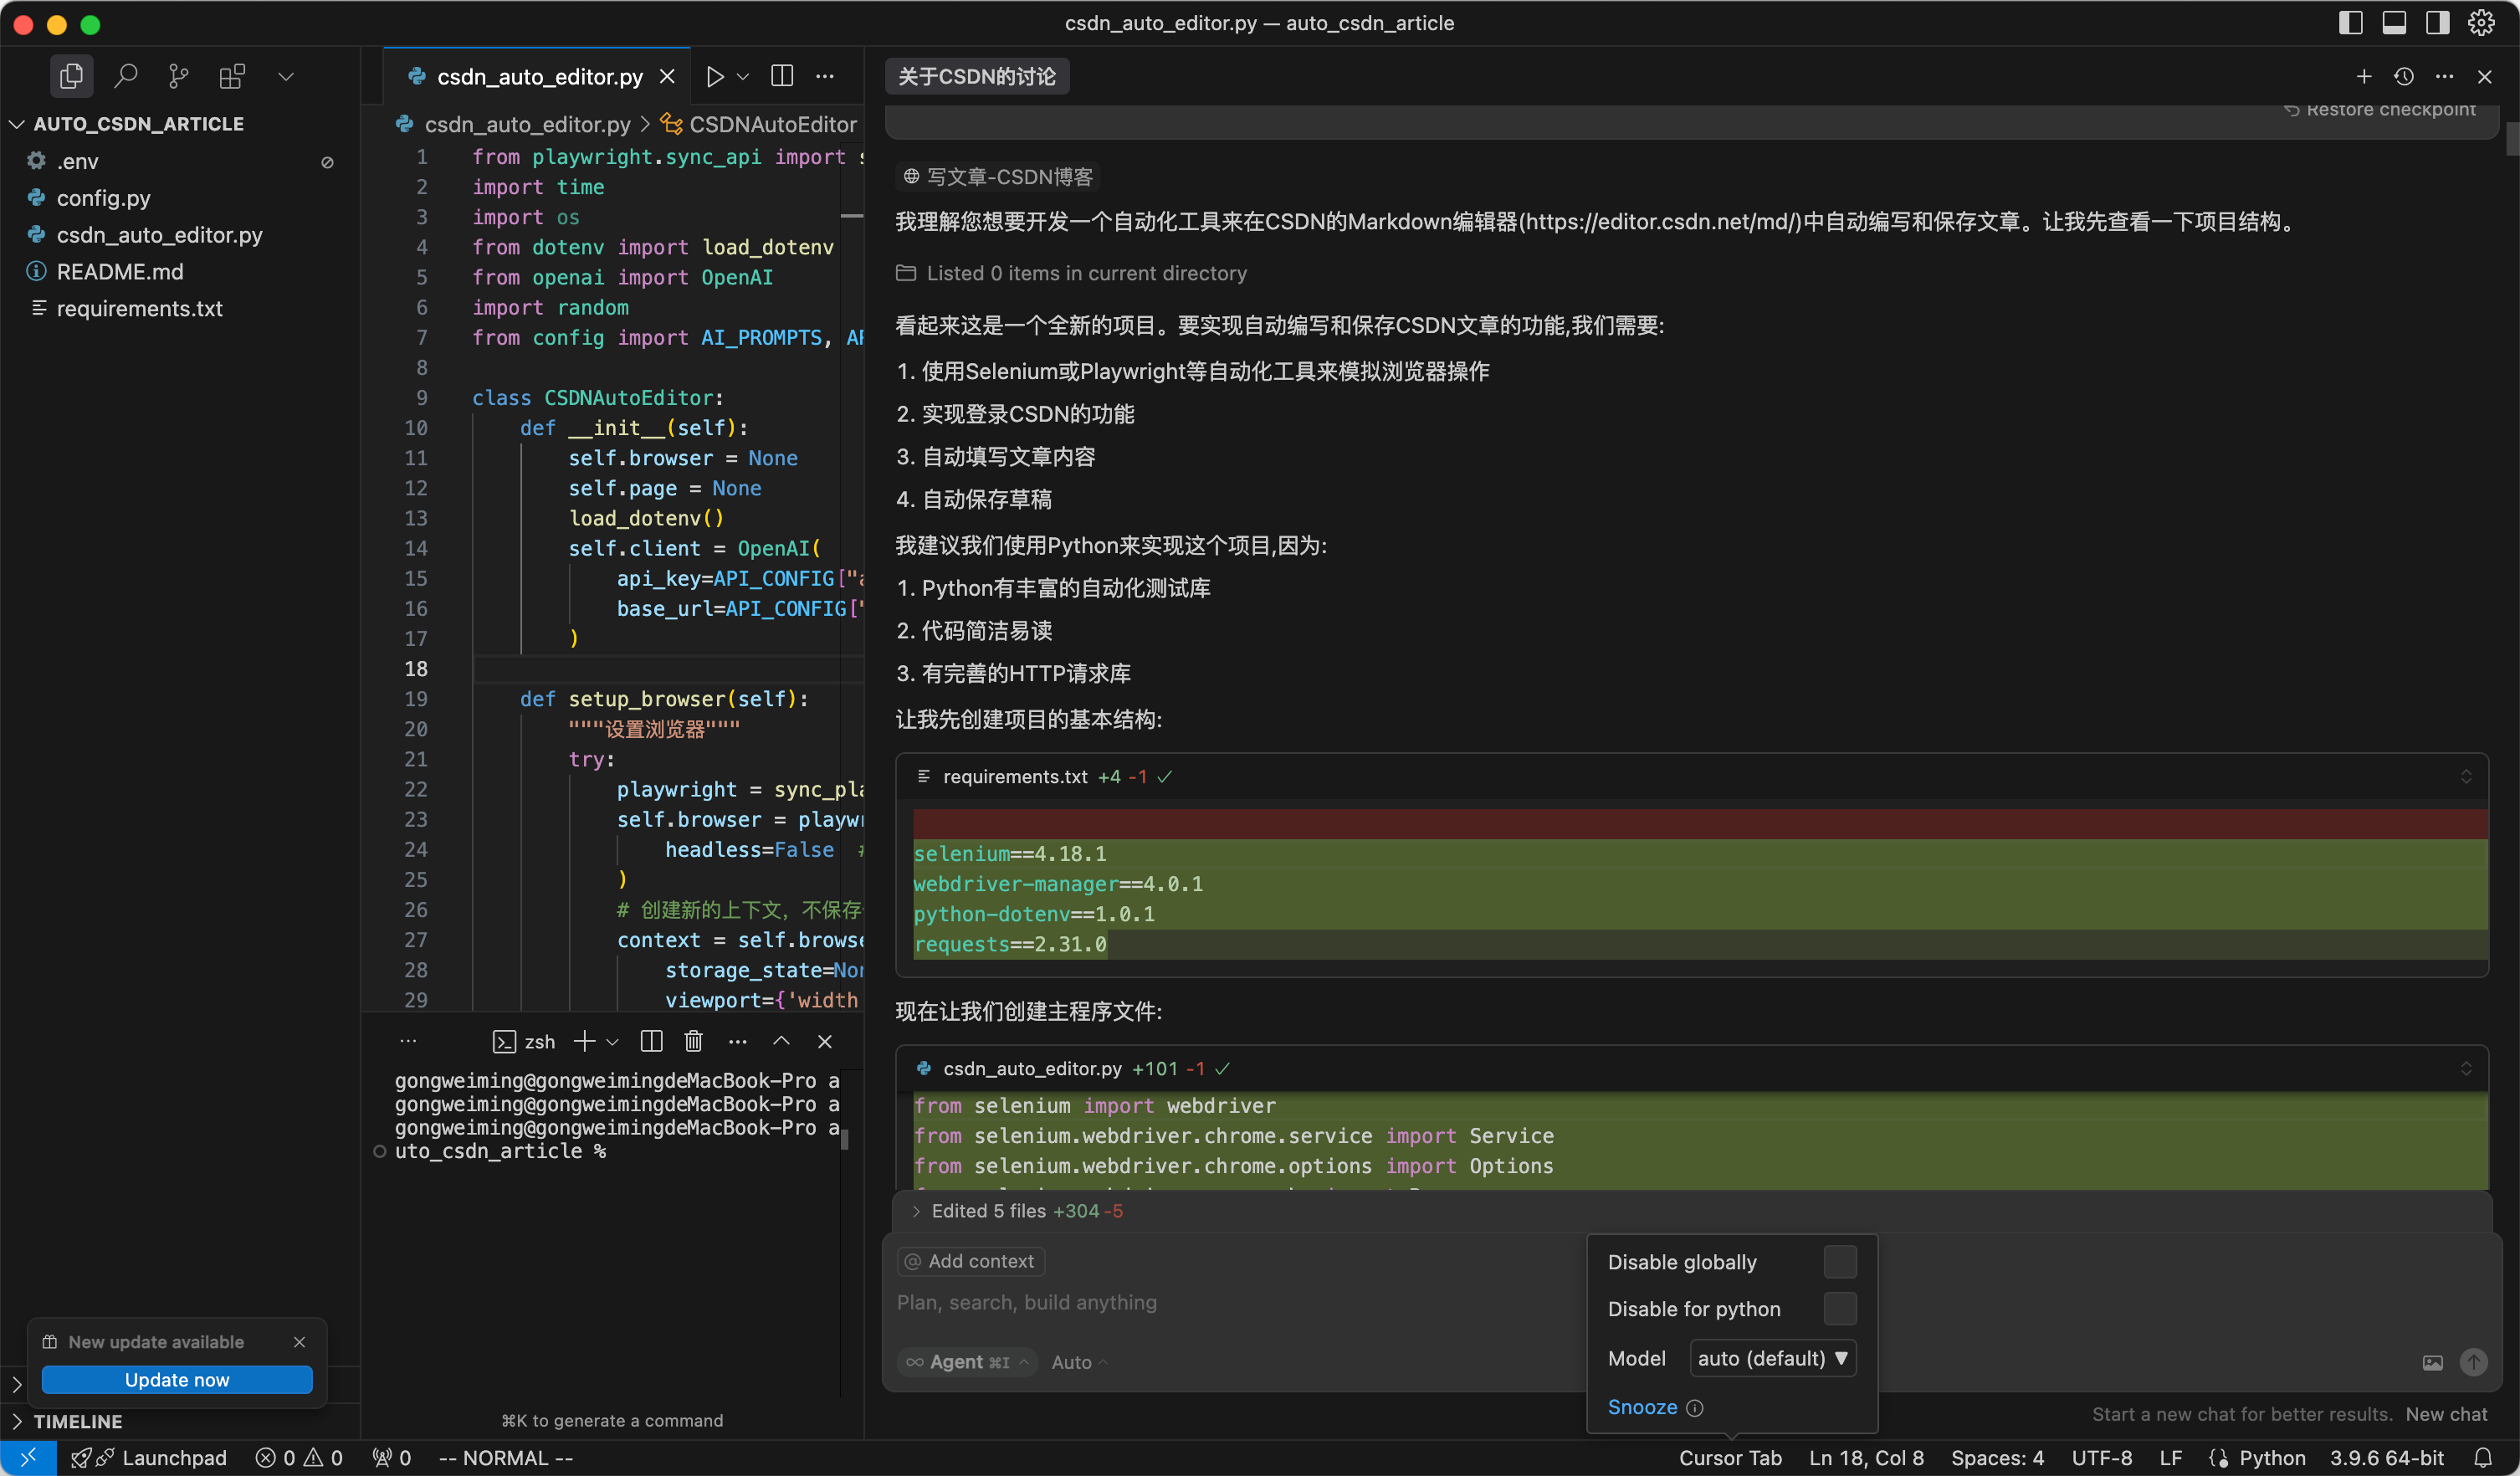 csdn_auto_editor.py — auto_csdn_article
AUTO_CSDN_ARTICLE
.env
config.py
csdn_auto_editor.py
README.md
requirements.txt
New update available
Update now
TIMELINE
csdn_auto_editor.py
csdn_auto_editor.py > CSDNAutoEditor
1 from playwright.sync_api import
2 import time
3 import os
4 from dotenv import load_dotenv
5 from openai import OpenAI
6 import random
7 from config import AI_PROMPTS,
8
9 class CSDNAutoEditor:
10 def __init__(self):
11 self.browser = None
12 self.page = None
13 load_dotenv()
14 self.client = OpenAI(
15 api_key=API_CONFIG["
16 base_url=API_CONFIG["
17 )
18
19 def setup_browser(self):
20 """设置浏览器"""
21 try:
22 playwright = sync_pla
23 self.browser = playw
24 headless=False #
25 )
26 # 创建新的上下文，不保存
27 context = self.browse
28 storage_state=Non
29 viewport={'width
zsh
gongweiming@gongweimingdeMacBook-Pro a
gongweiming@gongweimingdeMacBook-Pro a
gongweiming@gongweimingdeMacBook-Pro a
uto_csdn_article %
⌘K to generate a command
关于CSDN的讨论
Restore checkpoint
写文章-CSDN博客
我理解您想要开发一个自动化工具来在CSDN的Markdown编辑器(https://editor.csdn.net/md/)中自动编写和保存文章。让我先查看一下项目结构。
Listed 0 items in current directory
看起来这是一个全新的项目。要实现自动编写和保存CSDN文章的功能,我们需要:
1. 使用Selenium或Playwright等自动化工具来模拟浏览器操作
2. 实现登录CSDN的功能
3. 自动填写文章内容
4. 自动保存草稿
我建议我们使用Python来实现这个项目,因为:
1. Python有丰富的自动化测试库
2. 代码简洁易读
3. 有完善的HTTP请求库
让我先创建项目的基本结构:
requirements.txt +4 -1
selenium==4.18.1
webdriver-manager==4.0.1
python-dotenv==1.0.1
requests==2.31.0
现在让我们创建主程序文件:
csdn_auto_editor.py +101 -1
from selenium import webdriver
from selenium.webdriver.chrome.service import Service
from selenium.webdriver.chrome.options import Options
Edited 5 files +304 -5
@ Add context
Plan, search, build anything
Agent ⌘I Auto
Disable globally
Disable for python
Model auto (default)
Snooze
Start a new chat for better results. New chat
Launchpad 0 0 0 -- NORMAL -- Cursor Tab Ln 18, Col 8 Spaces: 4 UTF-8 LF Python 3.9.6 64-bit